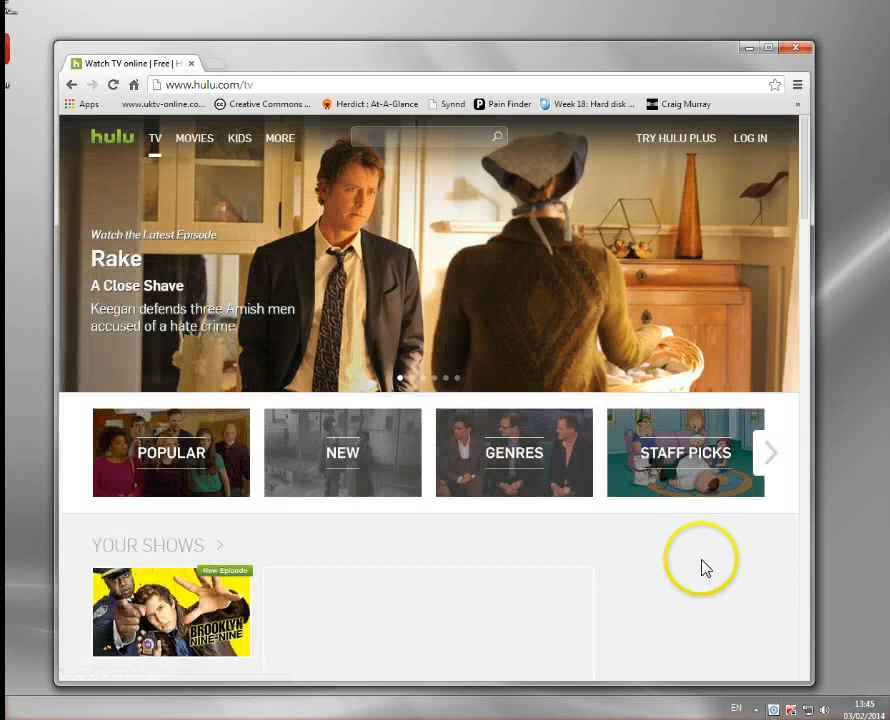 Watch TV online | Free | H
www.hulu.com/tv
Apps www.uktv-online.co... Creative Commons ... Herdict : At-A-Glance Synnd Pain Finder Week 18: Hard disk ... Craig Murray »
hulu TV MOVIES KIDS MORE TRY HULU PLUS LOG IN
Watch the Latest Episode
Rake
A Close Shave
Keegan defends three Amish men
accused of a hate crime.
POPULAR NEW GENRES STAFF PICKS
YOUR SHOWS >
New Episode
BROOKLYN
NINE-NINE
EN 13:45
03/02/2014